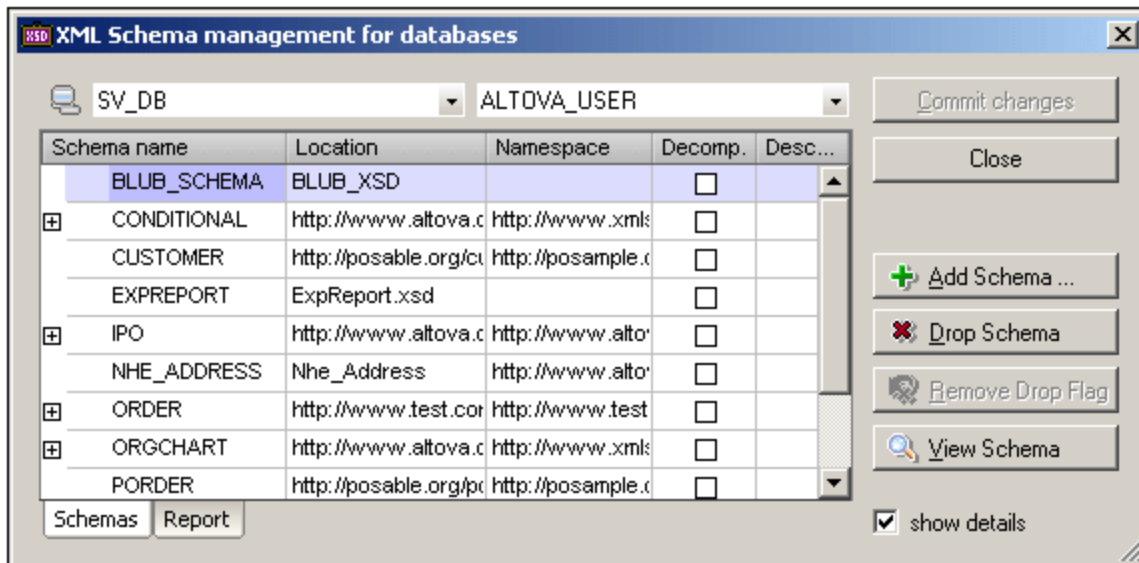 XSD XML Schema management for databases
SV_DB ALTOVA_USER Commit changes
Schema name Location Namespace Decomp. Desc... Close
BLUB_SCHEMA BLUB_XSD
CONDITIONAL http://www.altova.c http://www.xmls
CUSTOMER http://posable.org/cu http://posample.c
EXPREPORT ExpReport.xsd
IPO http://www.altova.c http://www.alto
NHE_ADDRESS Nhe_Address http://www.alto
ORDER http://www.test.cor http://www.test
ORGCHART http://www.altova.c http://www.xmls
PORDER http://posable.org/po http://posample.c
Add Schema ...
Drop Schema
Remove Drop Flag
View Schema
Schemas Report
show details